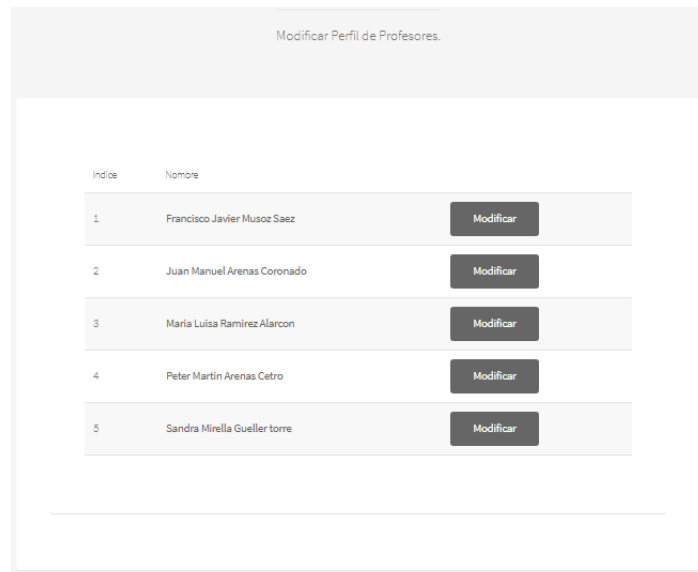 Modificar Perfil de Profesores.
Indice Nombre
1 Francisco Javier Musoz Saez Modificar
2 Juan Manuel Arenas Coronado Modificar
3 Maria Luisa Ramirez Alarcon Modificar
4 Peter Martin Arenas Cetro Modificar
5 Sandra Mirella Gueller torre Modificar